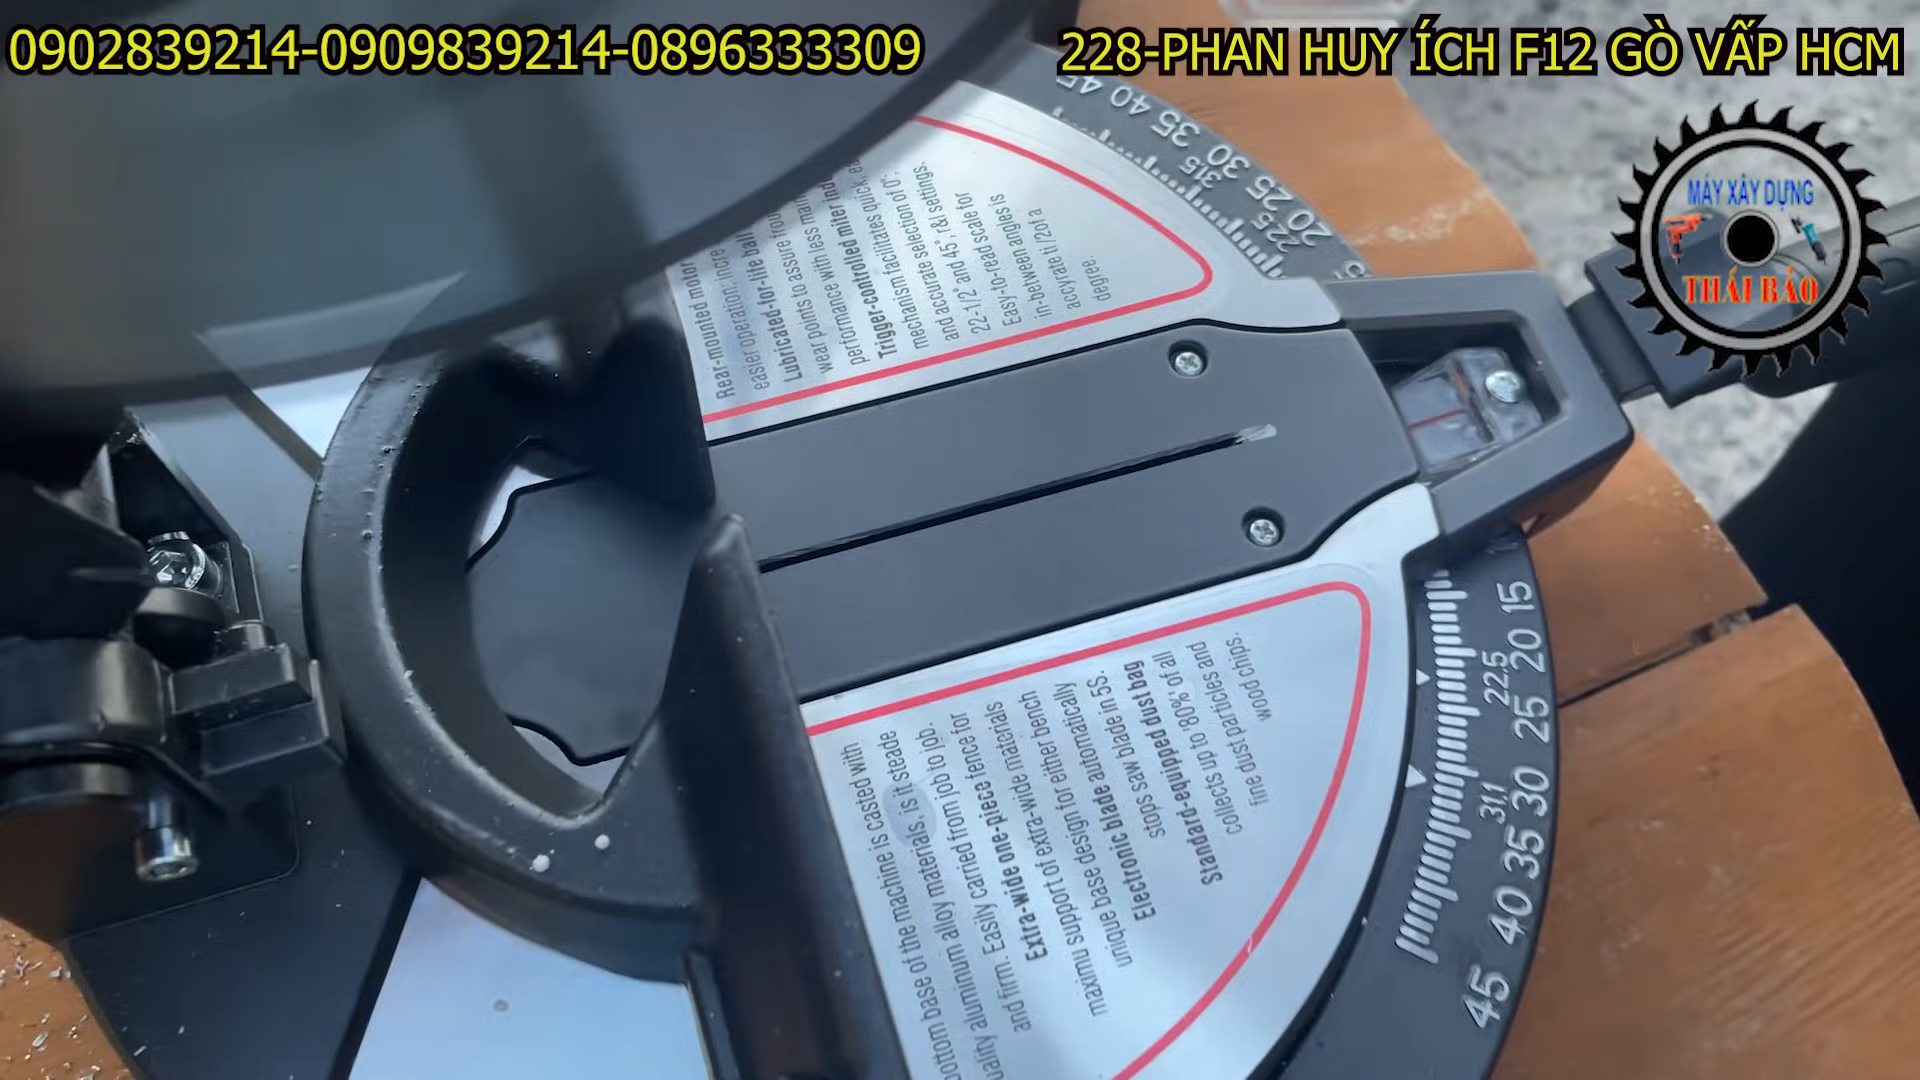 0902839214-0909839214-0896333309
228-PHAN HUY ÍCH F12 GÒ VẤP HCM
MÁY XÂY DỰNG
THÁI BẢO
45
40
35
31.5
30
25
22.5
20
Rear-mounted motor
easier operation; incre
Lubricated-for-life ball
wear points to assure
performance with less main
Trigger-controlled miter ind
mechanism facilitates quick,
and accurate selection of 0°,
22-1/2° and 45°, r&l settings.
Easy-to-read scale for
in-between angles is
acyvrate tı/20f a
degree.
bottom base of the machine is casted with
uality aluminum alloy materials, is it steade
and firm. Easily carried from job to job.
Extra-wide one-piece fence for
maximu support of extra-wide materials
unique base design for either bench
Electronic blade automatically
stops saw blade in 5S.
Standard-equipped dust bag
collects up to '80%' of all
fine dust particles and
wood chips.
15
20
22.5
25
30
31.1
35
40
45